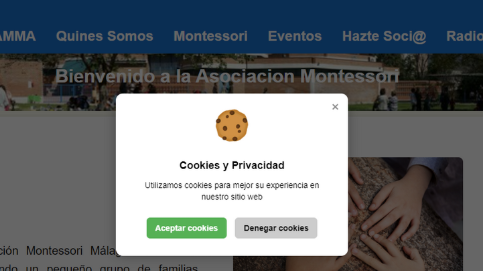 AMMA Quines Somos Montessori Eventos Hazte Soci@ Radio
Bienvenido a la Asociacion Montessori
×
Cookies y Privacidad
Utilizamos cookies para mejor su experiencia en
nuestro sitio web
Aceptar cookies Denegar cookies
ción Montessori Málag
ndo un pequeño grupo de familias